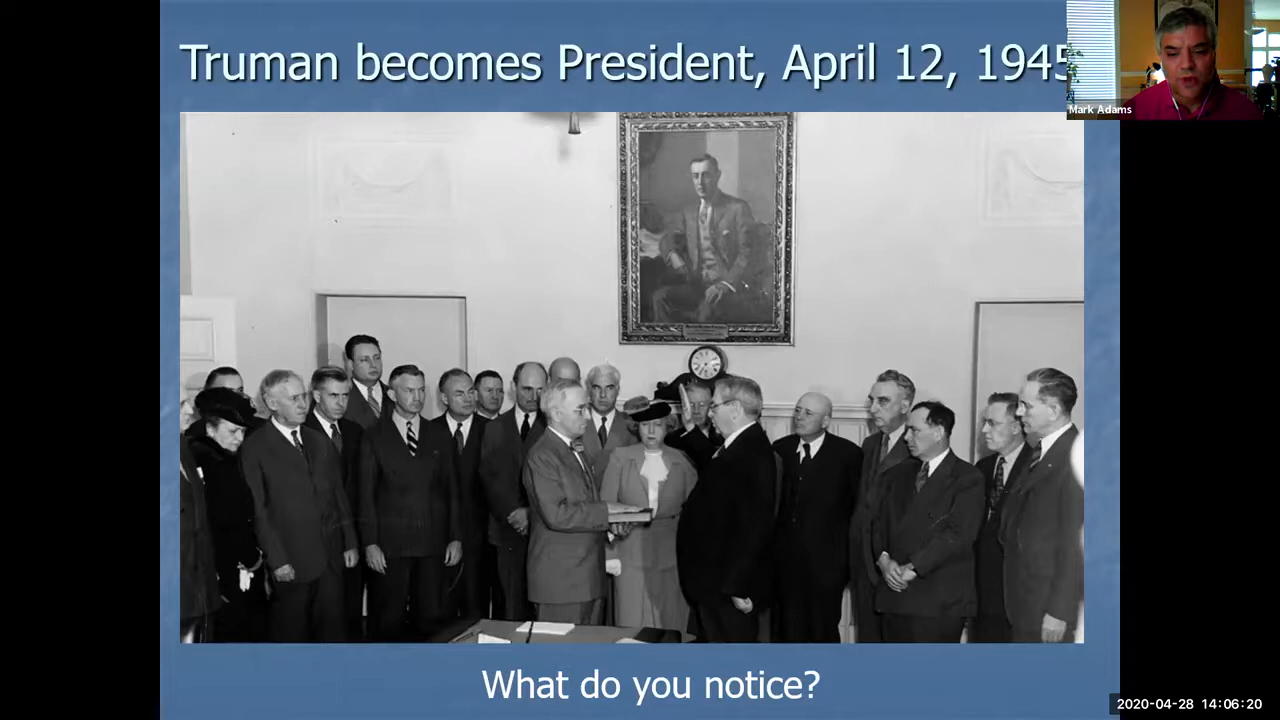 Truman becomes President, April 12, 1945
Mark Adams
What do you notice?
2020-04-28 14:06:20